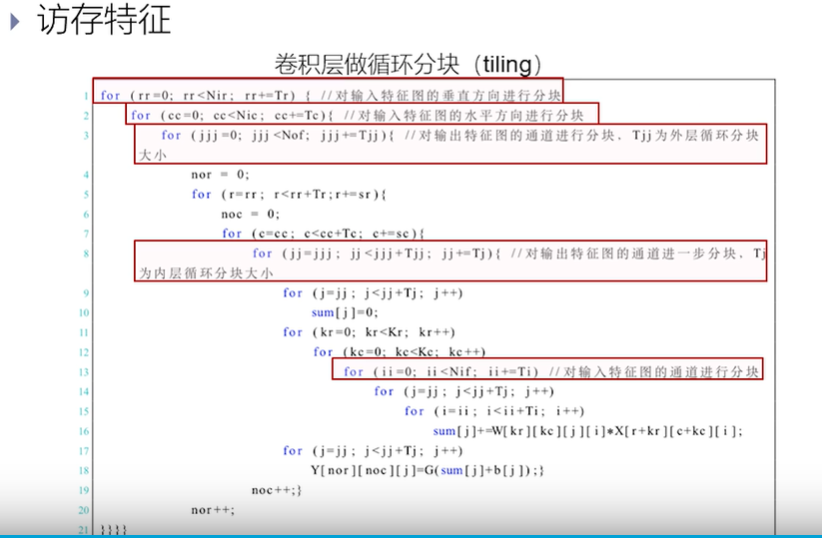 访存特征
卷积层做循环分块（tiling）
1 for (rr=0; rr<Nir; rr+=Tr) { //对输入特征图的垂直方向进行分块
2 for (cc=0; cc<Nic; cc+=Tc){ //对输入特征图的水平方向进行分块
3 for (jjj=0; jjj<Nof; jjj+=Tjj){ //对输出特征图的通道进行分块，Tjj为外层循环分块
大小
4 nor = 0;
5 for (r=rr; r<rr+Tr;r+=sr){
6 noc = 0;
7 for (c=cc; c<cc+Tc; c+=sc){
8 for (jj=jjj; jj<jjj+Tjj; jj+=Tj){ //对输出特征图的通道进一步分块，Tj
为内层循环分块大小
9 for (j=jj; j<jj+Tj; j++)
10 sum[j]=0;
11 for (kr=0; kr<Kr; kr++)
12 for (kc=0; kc<Kc; kc++)
13 for (ii=0; ii<Nif; ii+=Ti) //对输入特征图的通道进行分块
14 for (j=jj; j<jj+Tj; j++)
15 for (i=ii; i<ii+Ti; i++)
16 sum[j]+=W[kr][kc][j][i]*X[r+kr][c+kc][i];
17 for (j=jj; j<jj+Tj; j++)
18 Y[nor][noc][j]=G(sum[j]+b[j]);}
19 noc++;}
20 nor++;
21 }}}}